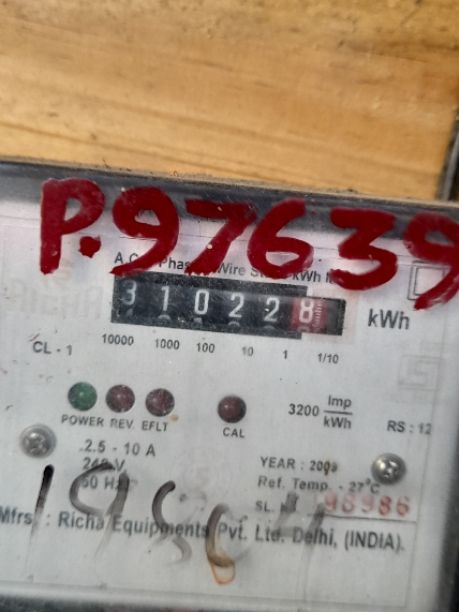 P.97639
A.C. Phase Wire kWh
310228 kWh
CL - 1 10000 1000 100 10 1 1/10
POWER REV. EFLT CAL 3200 Imp/kWh RS : 12
2.5 - 10 A
240 V YEAR :
50 Hz Ref. Temp. - 27°C
SL. 98986
Mfrs. : Richa Equipments Pvt. Ltd. Delhi, (INDIA).